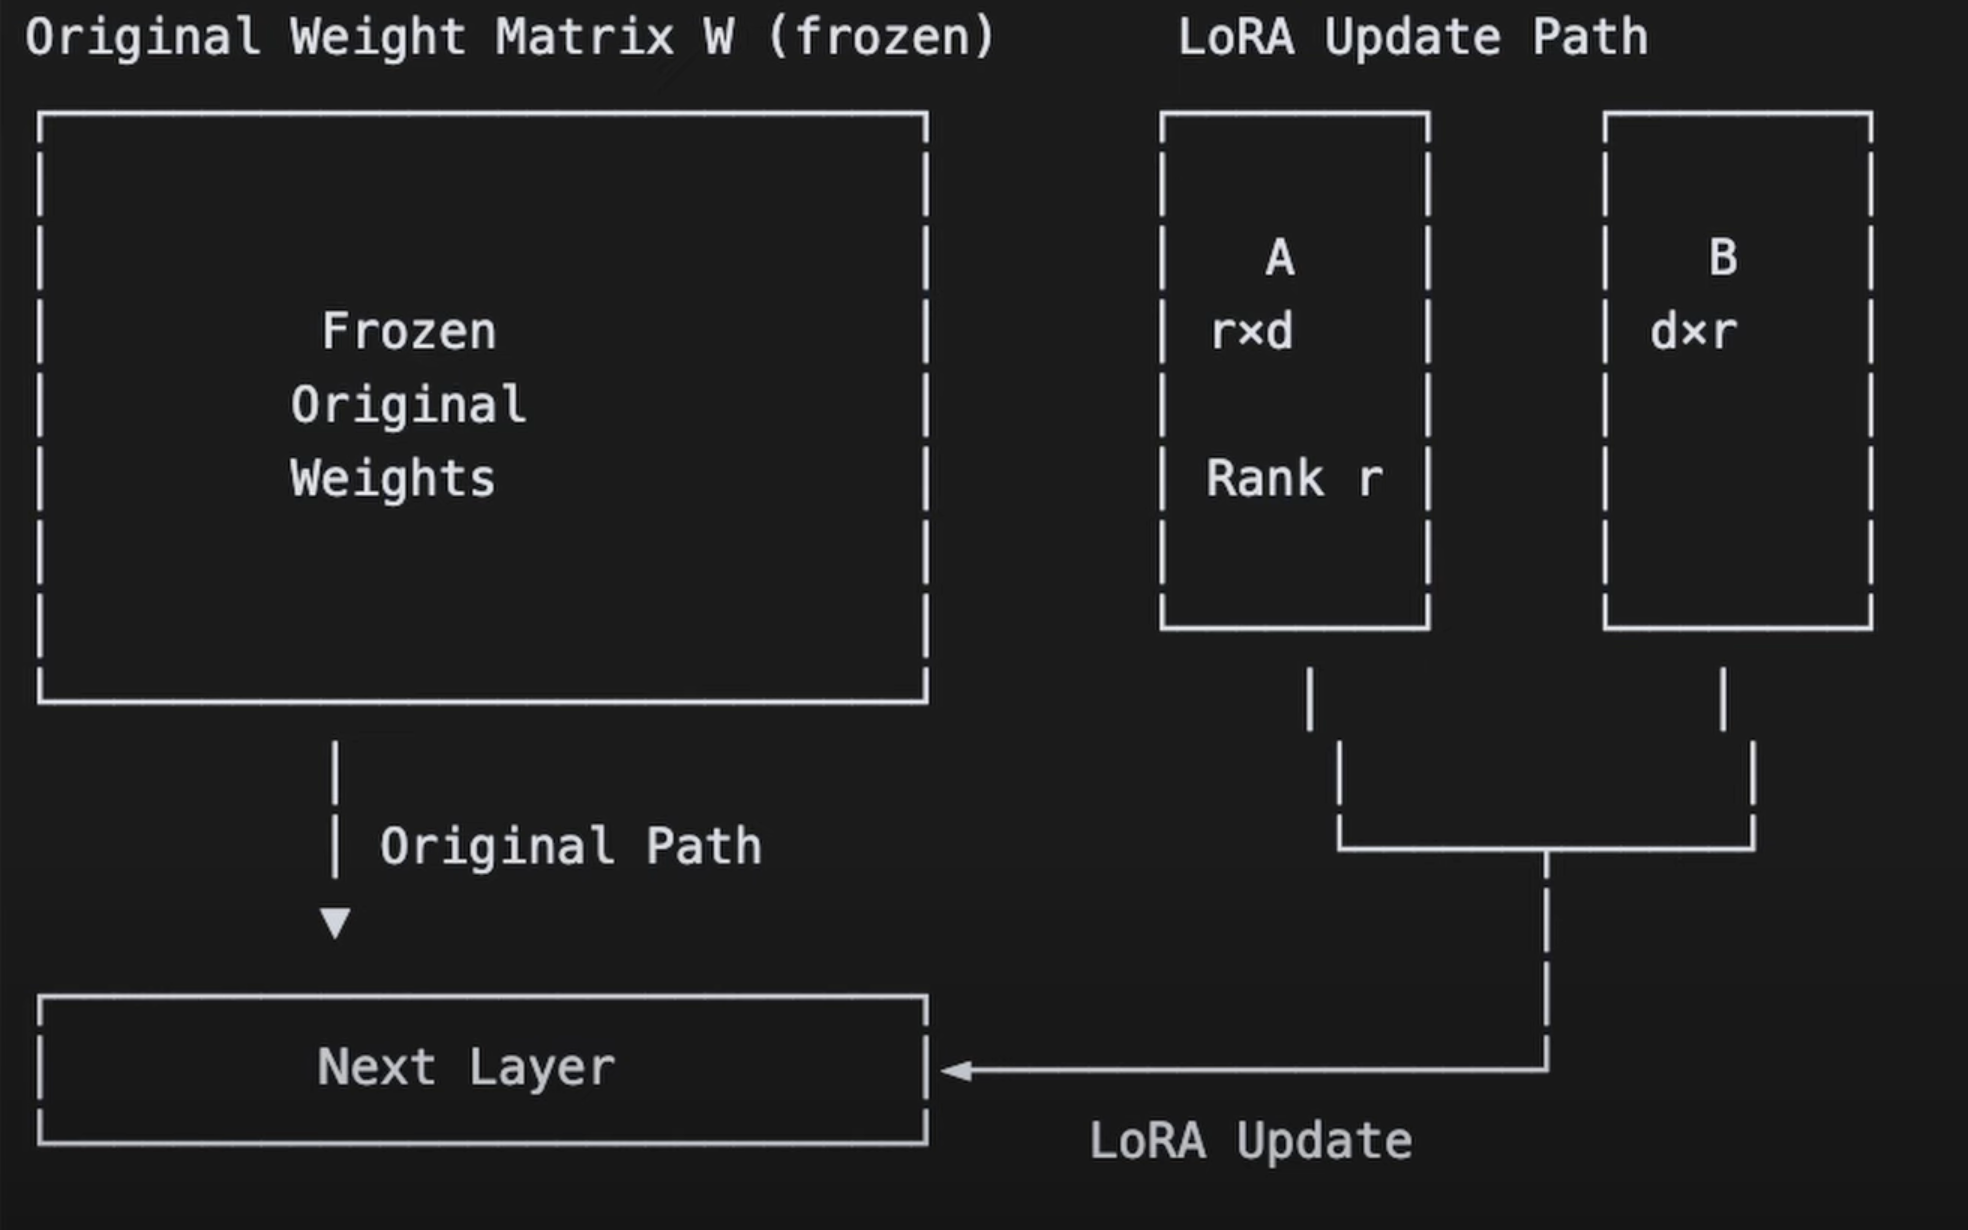 Original Weight Matrix W (frozen)
LoRA Update Path
Frozen
Original
Weights
A
r×d
Rank r
B
d×r
Original Path
Next Layer
LoRA Update